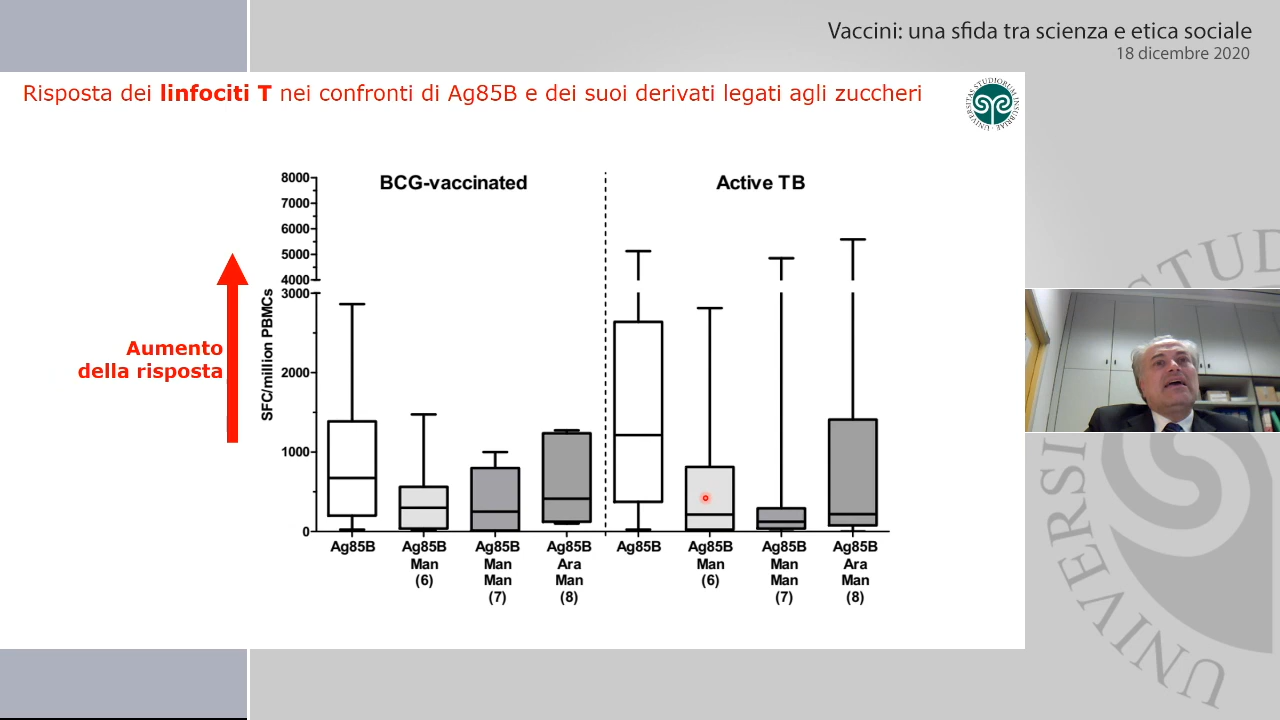 Vaccini: una sfida tra scienza e etica sociale
18 dicembre 2020
Risposta dei linfociti T nei confronti di Ag85B e dei suoi derivati legati agli zuccheri
BCG-vaccinated
Active TB
8000
7000
6000
5000
4000
3000
2000
1000
0
SFC/million PBMCs
Aumento
della risposta
Ag85B
Ag85B
Man
(6)
Ag85B
Man
Man
(7)
Ag85B
Ara
Man
(8)
Ag85B
Ag85B
Man
(6)
Ag85B
Man
Man
(7)
Ag85B
Ara
Man
(8)
UNIVERSI
STUD